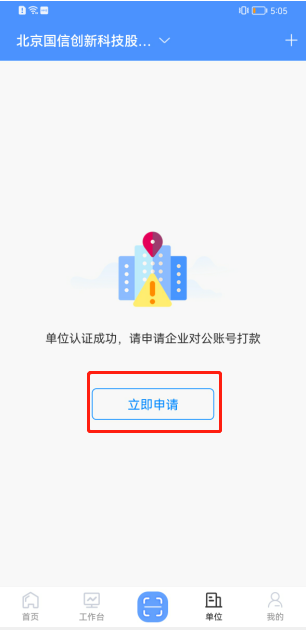 5:05
北京国信创新科技股...
单位认证成功，请申请企业对公账号打款
立即申请
首页
工作台
单位
我的